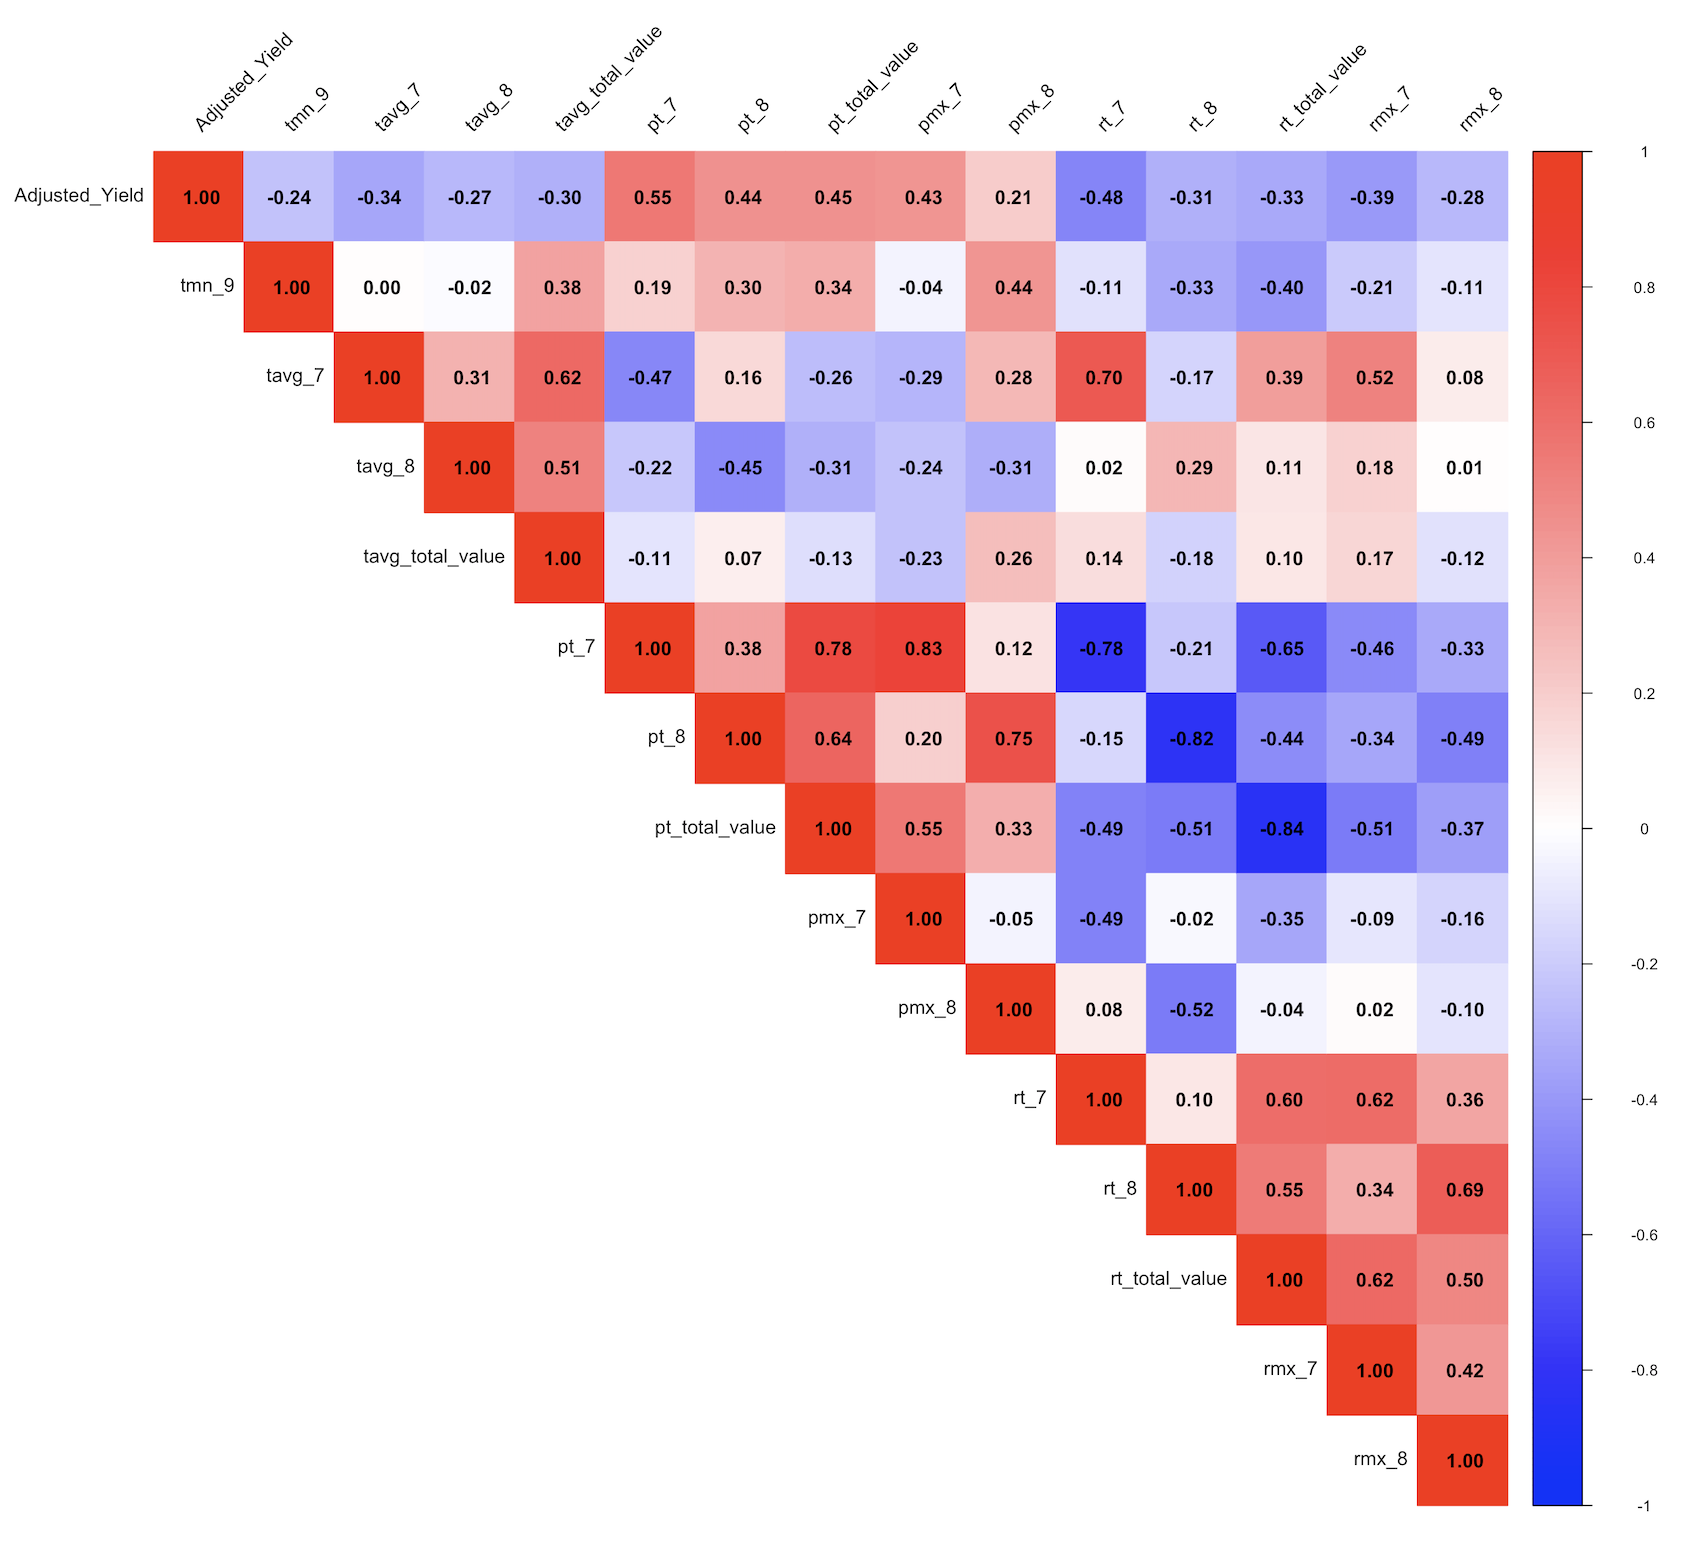 Adjusted_Yield tmn_9 tavg_7 tavg_8 tavg_total_value pt_7 pt_8 pt_total_value pmx_7 pmx_8 rt_7 rt_8 rt_total_value rmx_7 rmx_8
Adjusted_Yield 1.00 -0.24 -0.34 -0.27 -0.30 0.55 0.44 0.45 0.43 0.21 -0.48 -0.31 -0.33 -0.39 -0.28
tmn_9 1.00 0.00 -0.02 0.38 0.19 0.30 0.34 -0.04 0.44 -0.11 -0.33 -0.40 -0.21 -0.11
tavg_7 1.00 0.31 0.62 -0.47 0.16 -0.26 -0.29 0.28 0.70 -0.17 0.39 0.52 0.08
tavg_8 1.00 0.51 -0.22 -0.45 -0.31 -0.24 -0.31 0.02 0.29 0.11 0.18 0.01
tavg_total_value 1.00 -0.11 0.07 -0.13 -0.23 0.26 0.14 -0.18 0.10 0.17 -0.12
pt_7 1.00 0.38 0.78 0.83 0.12 -0.78 -0.21 -0.65 -0.46 -0.33
pt_8 1.00 0.64 0.20 0.75 -0.15 -0.82 -0.44 -0.34 -0.49
pt_total_value 1.00 0.55 0.33 -0.49 -0.51 -0.84 -0.51 -0.37
pmx_7 1.00 -0.05 -0.49 -0.02 -0.35 -0.09 -0.16
pmx_8 1.00 0.08 -0.52 -0.04 0.02 -0.10
rt_7 1.00 0.10 0.60 0.62 0.36
rt_8 1.00 0.55 0.34 0.69
rt_total_value 1.00 0.62 0.50
rmx_7 1.00 0.42
rmx_8 1.00
1
0.8
0.6
0.4
0.2
0
-0.2
-0.4
-0.6
-0.8
-1